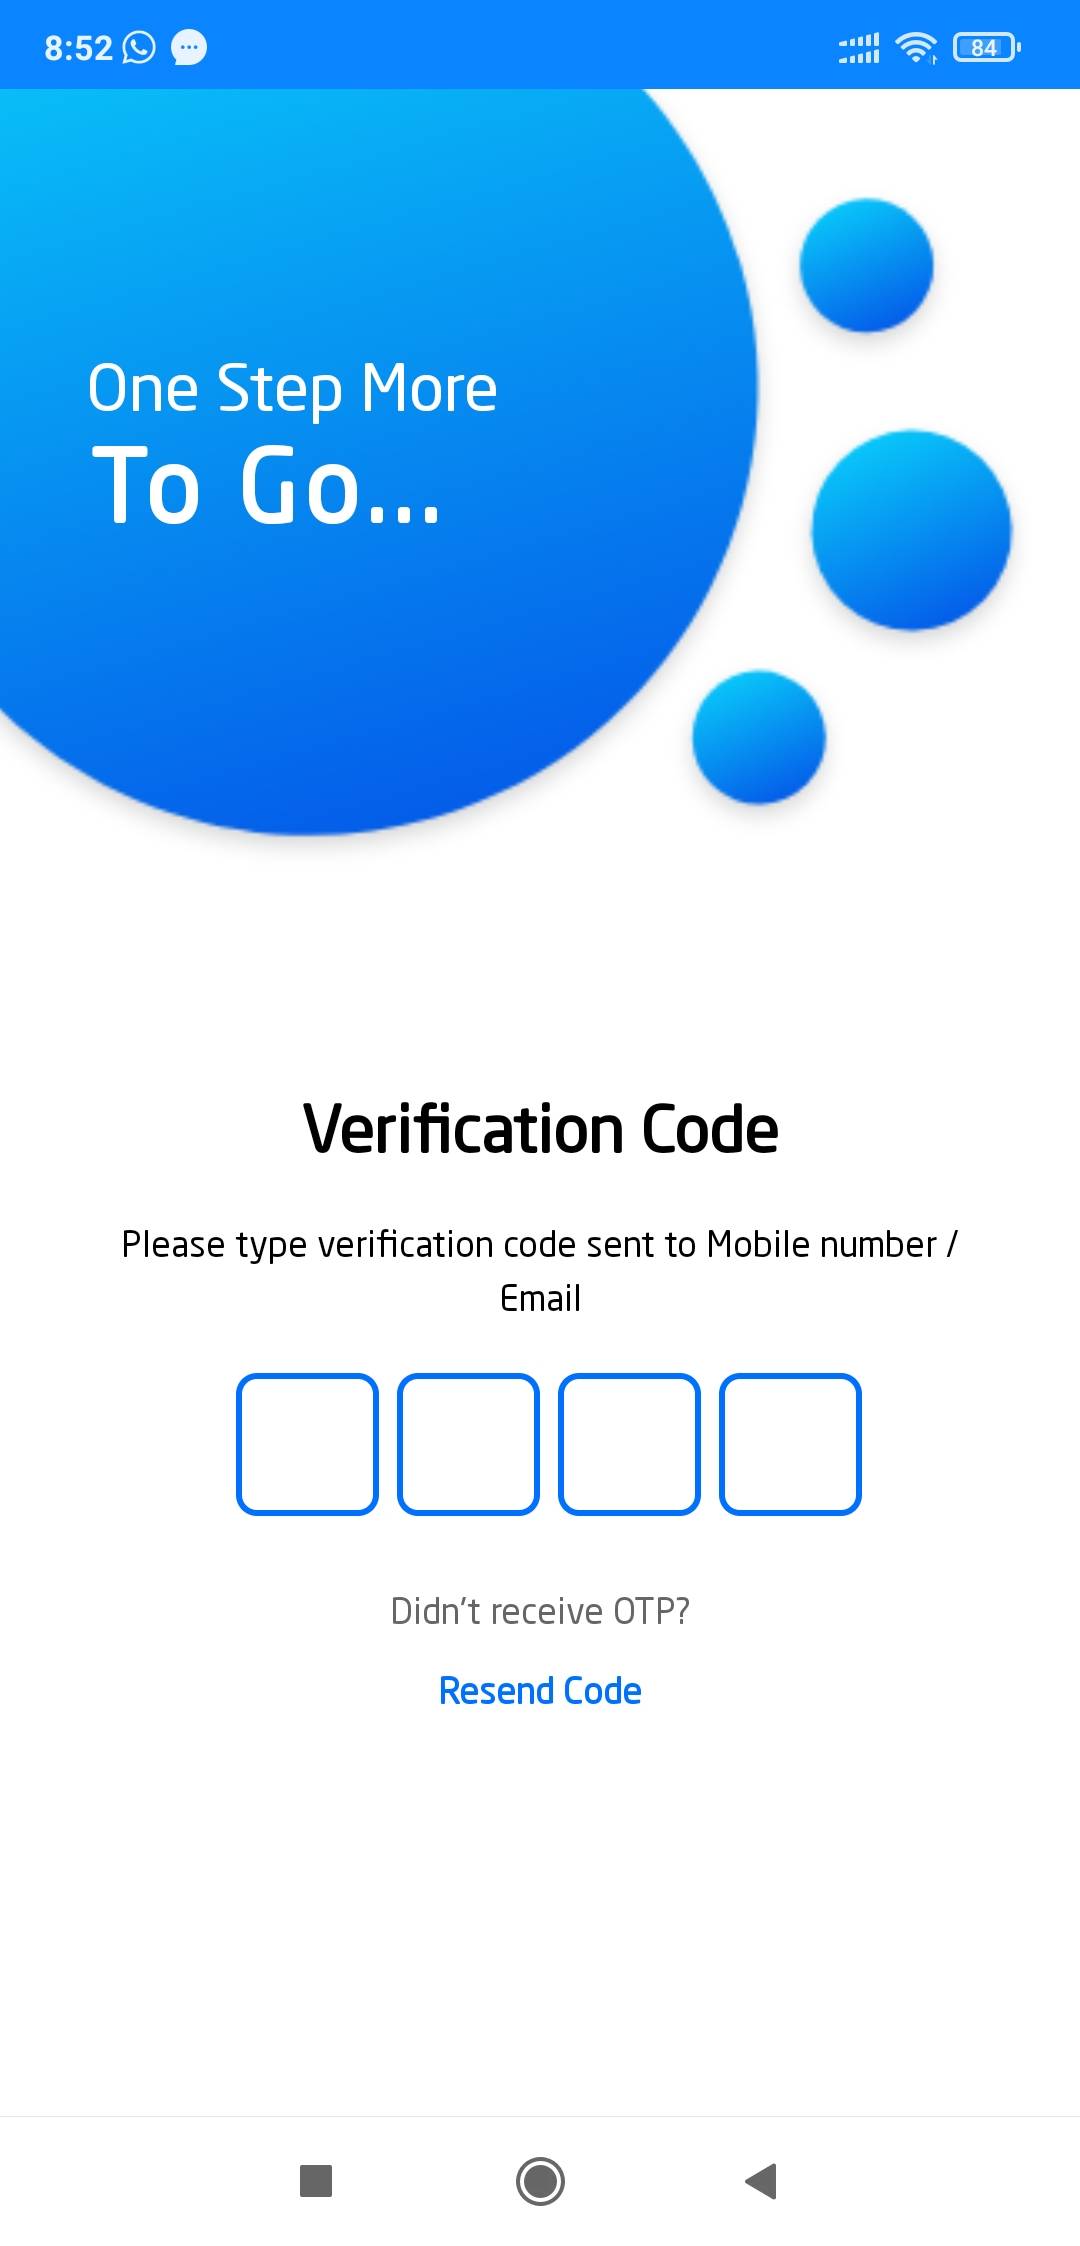 8:52
84
One Step More
To Go...
Verification Code
Please type verification code sent to Mobile number /
Email
Didn't receive OTP?
Resend Code